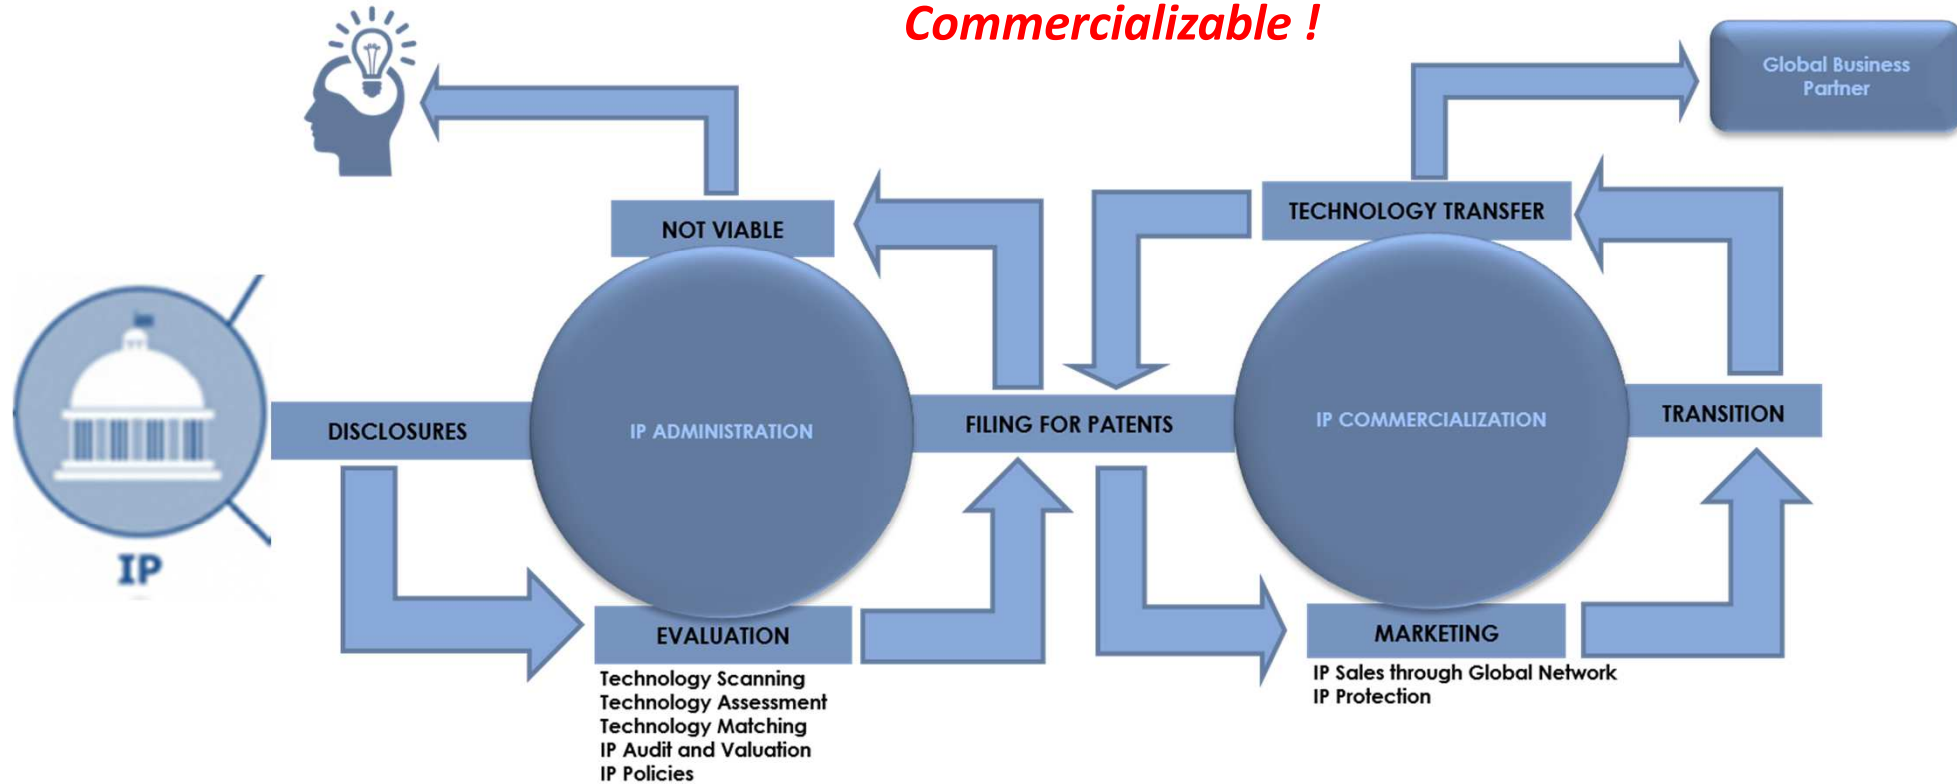 Commercializable !
Global Business
Partner
NOT VIABLE
TECHNOLOGY TRANSFER
IP
DISCLOSURES
IP ADMINISTRATION
FILING FOR PATENTS
IP COMMERCIALIZATION
TRANSITION
EVALUATION
Technology Scanning
Technology Assessment
Technology Matching
IP Audit and Valuation
IP Policies
MARKETING
IP Sales through Global Network
IP Protection